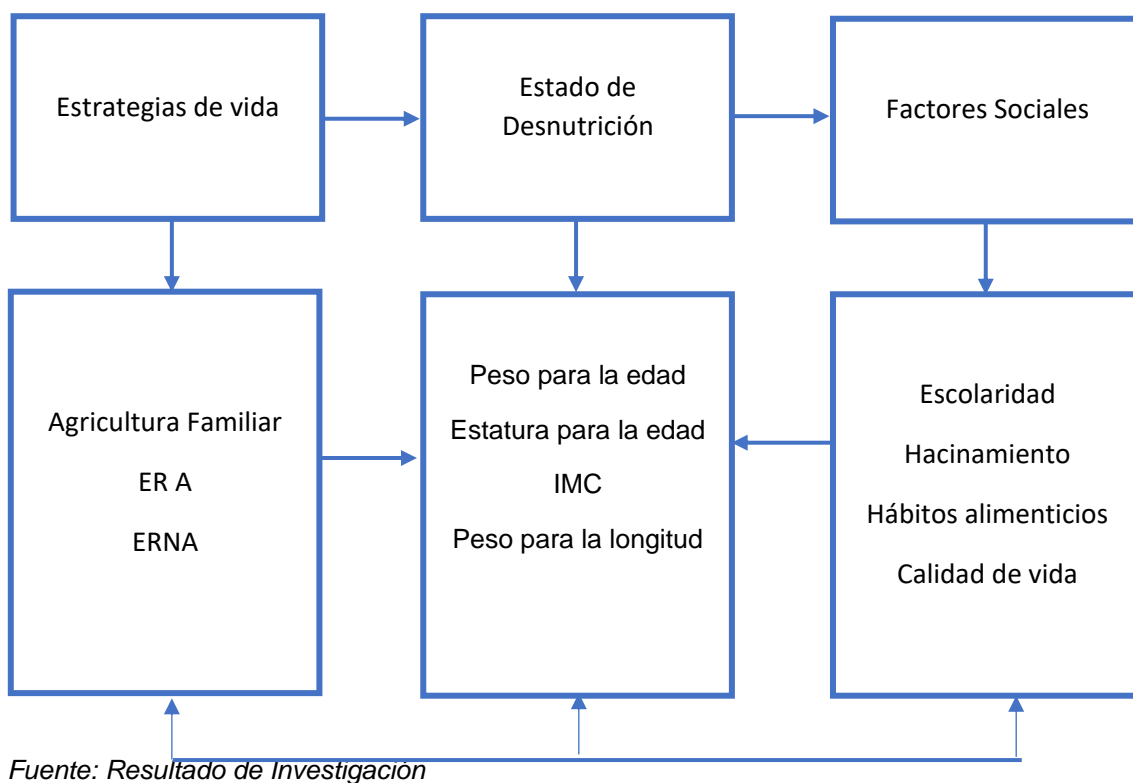 Estrategias de vida
Estado de
Desnutrición
Factores Sociales
Agricultura Familiar
ER A
ERNA
Peso para la edad
Estatura para la edad
IMC
Peso para la longitud
Escolaridad
Hacinamiento
Hábitos alimenticios
Calidad de vida
Fuente: Resultado de Investigación